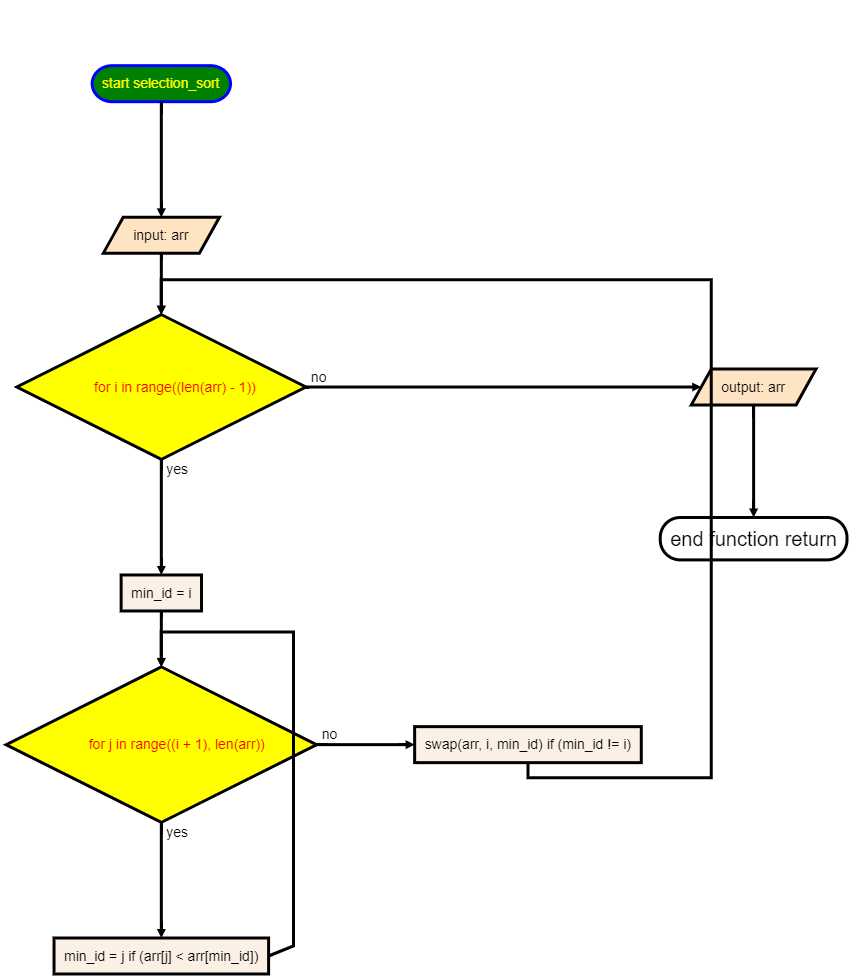 start selection_sort
input: arr
for i in range((len(arr) - 1))
no
output: arr
yes
end function return
min_id = i
for j in range((i + 1), len(arr))
no
swap(arr, i, min_id) if (min_id != i)
yes
min_id = j if (arr[j] < arr[min_id])